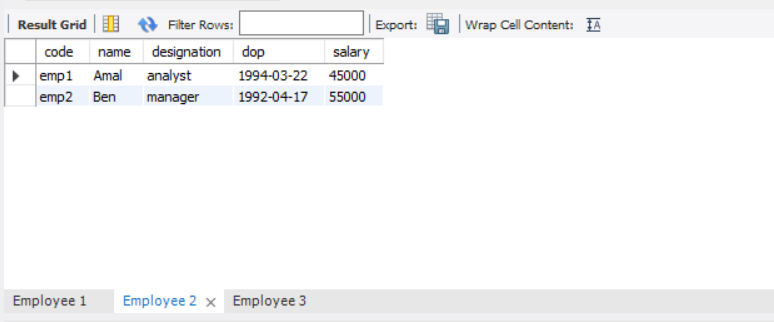 Result Grid Filter Rows: Export: Wrap Cell Content: IA
code name designation dop salary
emp1 Amal analyst 1994-03-22 45000
emp2 Ben manager 1992-04-17 55000
Employee 1 Employee 2 × Employee 3